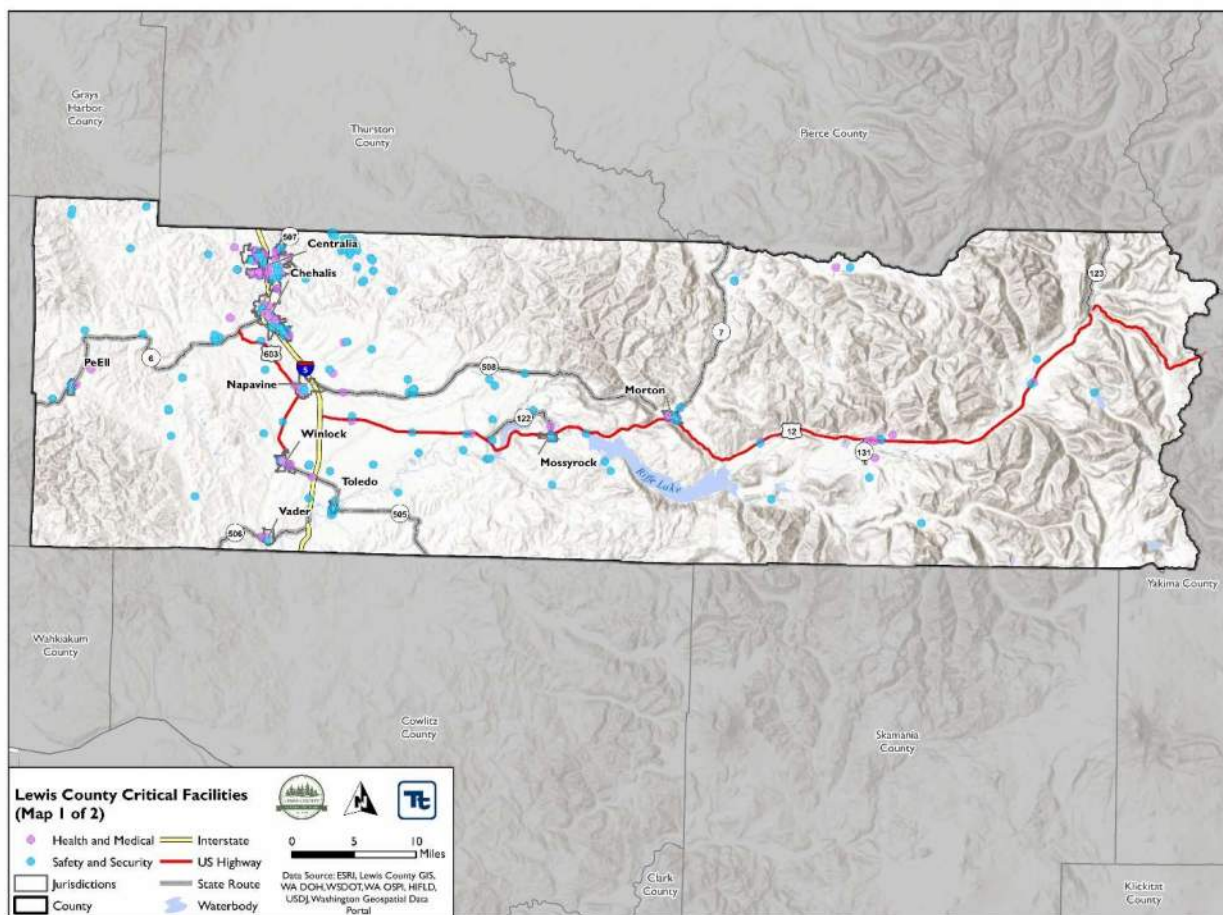 Grays
Harbor
County
Thurston
County
Pierce County
507
Centralia
Chehalis
123
6
603
7
PeEll
5
508
Napavine
Morton
122
12
Winlock
131
Mossyrock
Riffe Lake
Toledo
Vader
505
506
Yakima County
Wahkiakum
County
Cowlitz
County
Skamania
County
Lewis County Critical Facilities
(Map 1 of 2)
N
Tt
Health and Medical
Interstate
0 5 10
Miles
Safety and Security
US Highway
Jurisdictions
State Route
County
Waterbody
Data Source: ESRI, Lewis County GIS,
WA DOH, WSDOT, WA OSPI, HIFLD,
USDJ, Washington Geospatial Data
Portal
Clark
County
Klickitat
County